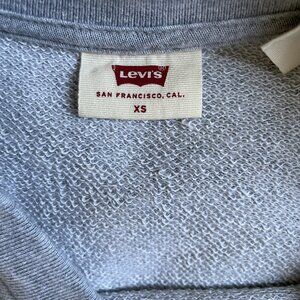 Levi's
SAN FRANCISCO, CAL.
XS